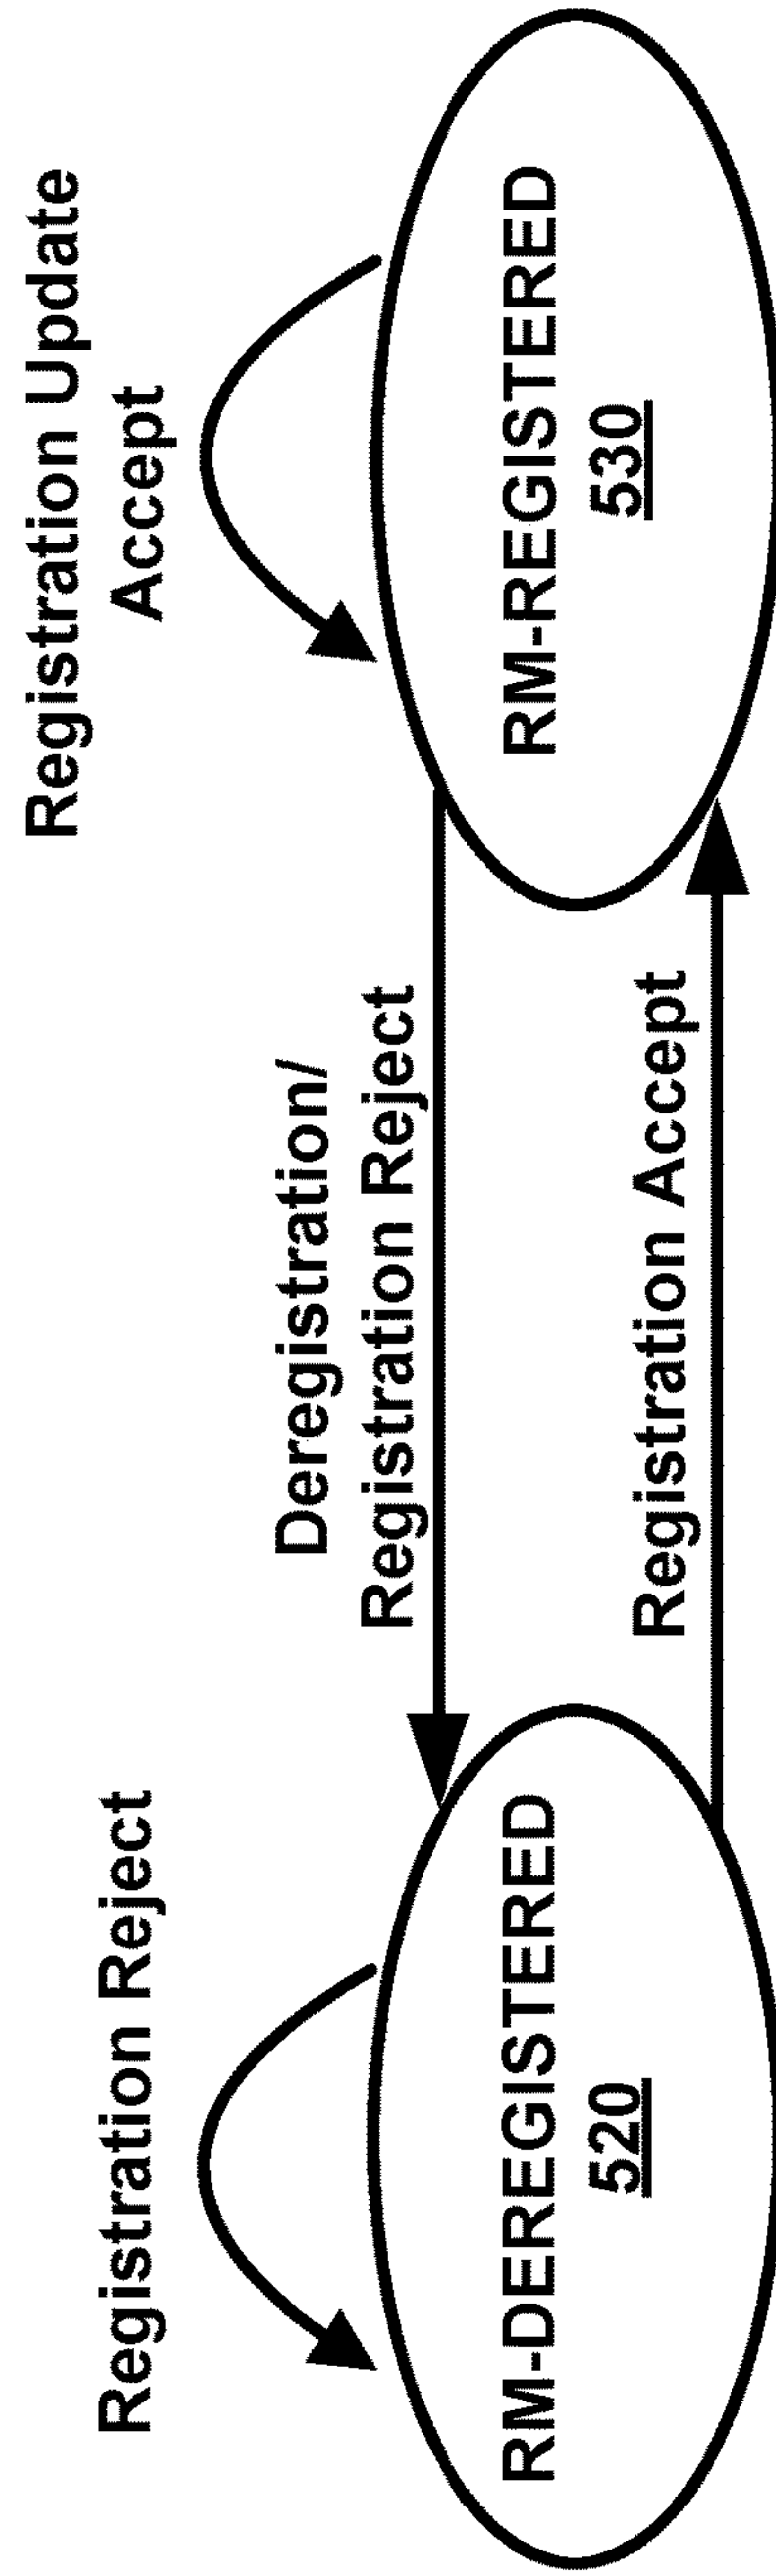 Registration Reject
Registration Update
Accept
Deregistration/
Registration Reject
RM-DEREGISTERED
520
RM-REGISTERED
530
Registration Accept